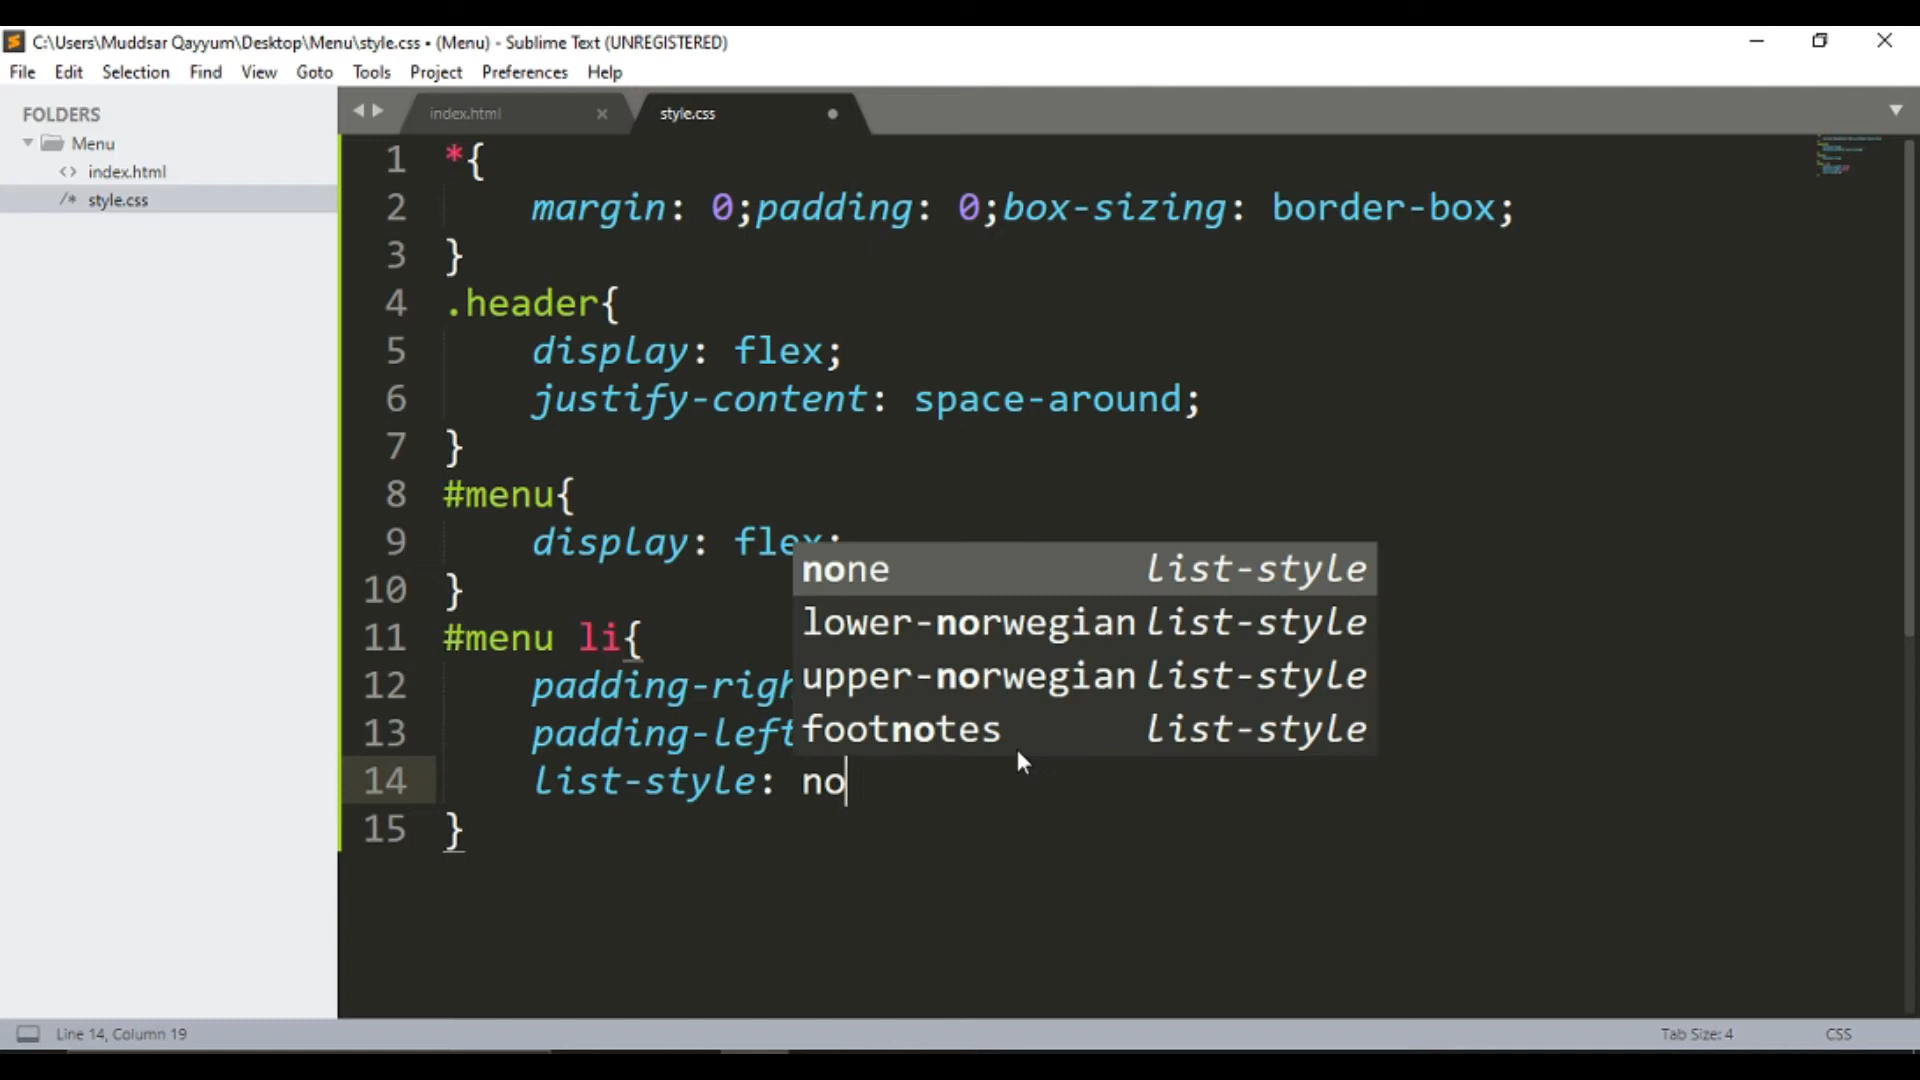 C:\Users\Muddsar Qayyum\Desktop\Menu\style.css • (Menu) - Sublime Text (UNREGISTERED)
File Edit Selection Find View Goto Tools Project Preferences Help
FOLDERS
Menu
<> index.html
/* style.css
index.html × style.css
1 *{
2 margin: 0;padding: 0;box-sizing: border-box;
3 }
4 .header{
5 display: flex;
6 justify-content: space-around;
7 }
8 #menu{
9 display: flex;
10 }
11 #menu li{
12 padding-righ
13 padding-left
14 list-style: no
15 }
none list-style
lower-norwegian list-style
upper-norwegian list-style
footnotes list-style
Line 14, Column 19
Tab Size: 4
CSS